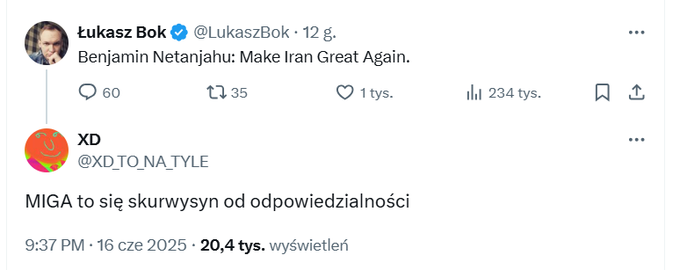 Łukasz Bok @LukaszBok · 12 g.
Benjamin Netanjahu: Make Iran Great Again.
60 35 1 tys. 234 tys.
XD
@XD_TO_NA_TYLE
MIGA to się skurwysyn od odpowiedzialności
9:37 PM · 16 cze 2025 · 20,4 tys. wyświetleń